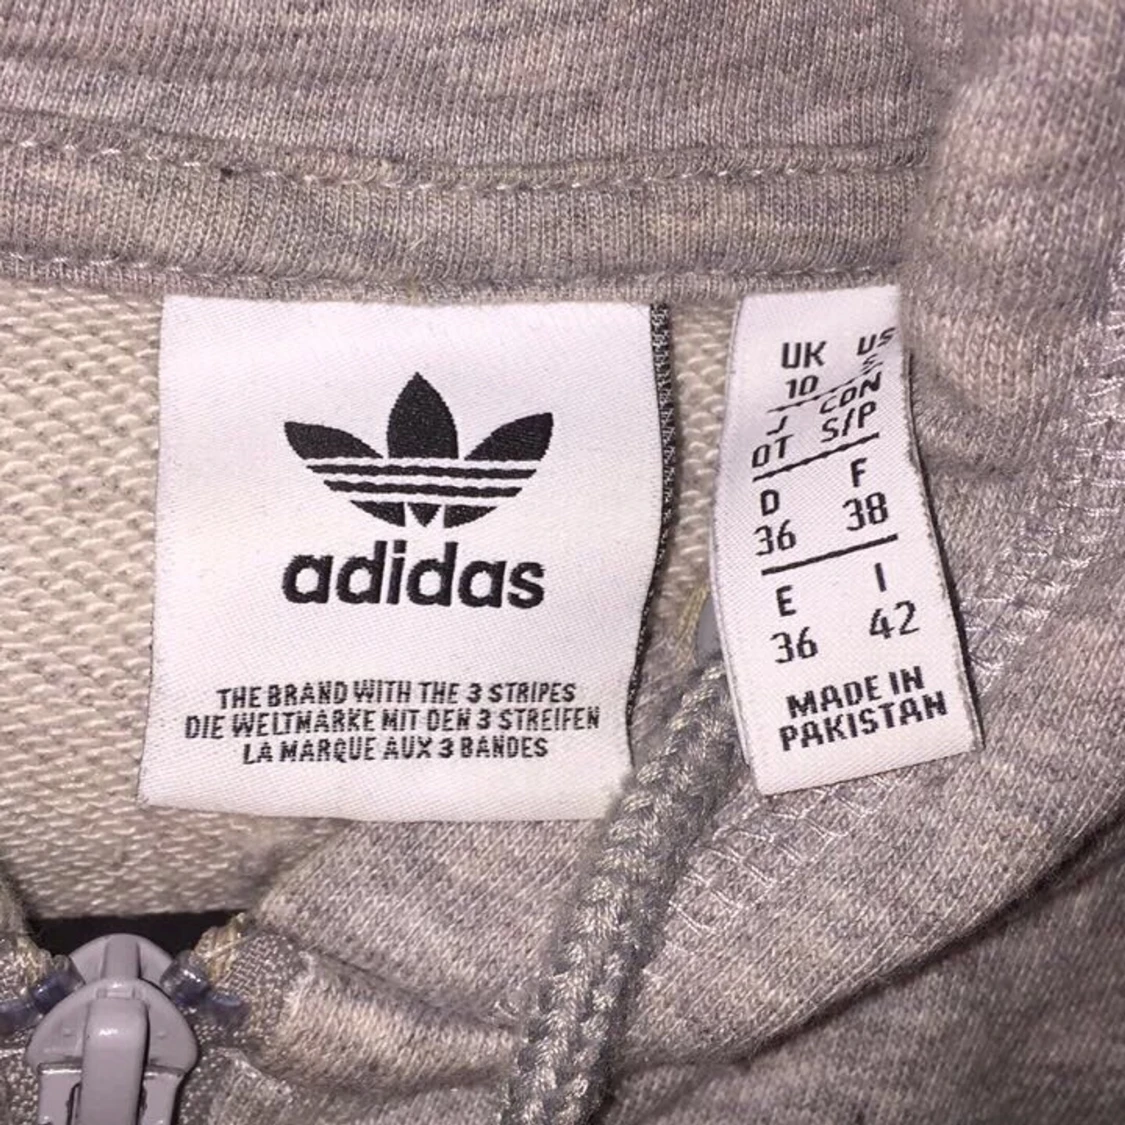 adidas
THE BRAND WITH THE 3 STRIPES
DIE WELTMARKE MIT DEN 3 STREIFEN
LA MARQUE AUX 3 BANDES
UK US
10 S
J CDN
OT S/P
D F
36 38
E I
36 42
MADE IN
PAKISTAN